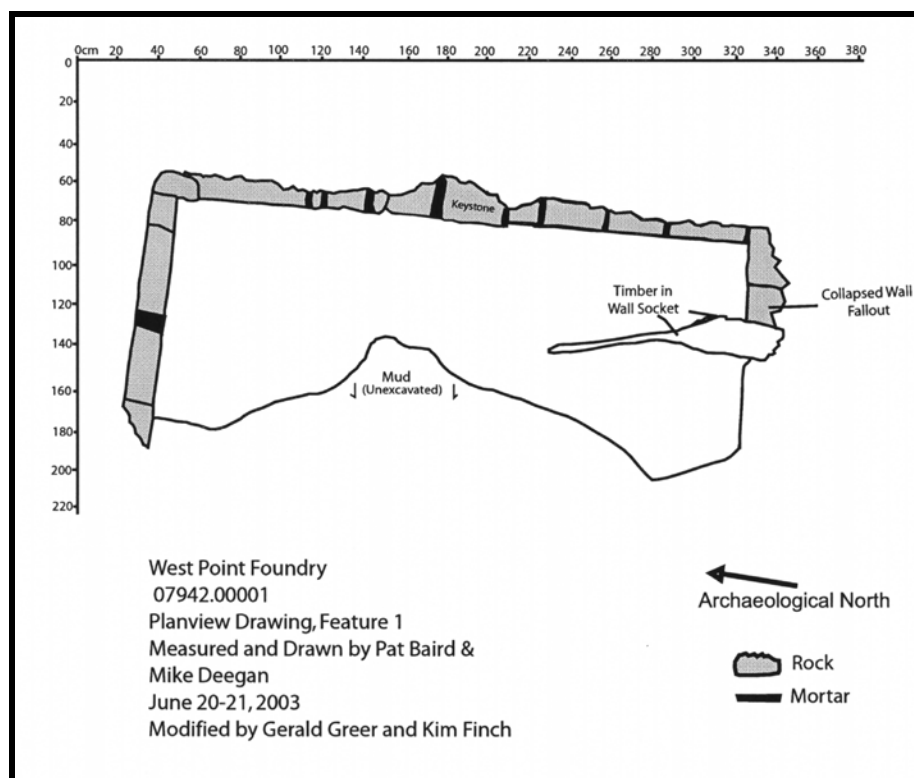 0cm 20 40 60 80 100 120 140 160 180 200 220 240 260 280 300 320 340 360 380
0
20
40
60
80
100
120
140
160
180
200
220
Keystone
Timber in
Wall Socket
Collapsed Wall
Fallout
Mud
(Unexcavated)
West Point Foundry
07942.00001
Planview Drawing, Feature 1
Measured and Drawn by Pat Baird &
Mike Deegan
June 20-21, 2003
Modified by Gerald Greer and Kim Finch
Archaeological North
Rock
Mortar